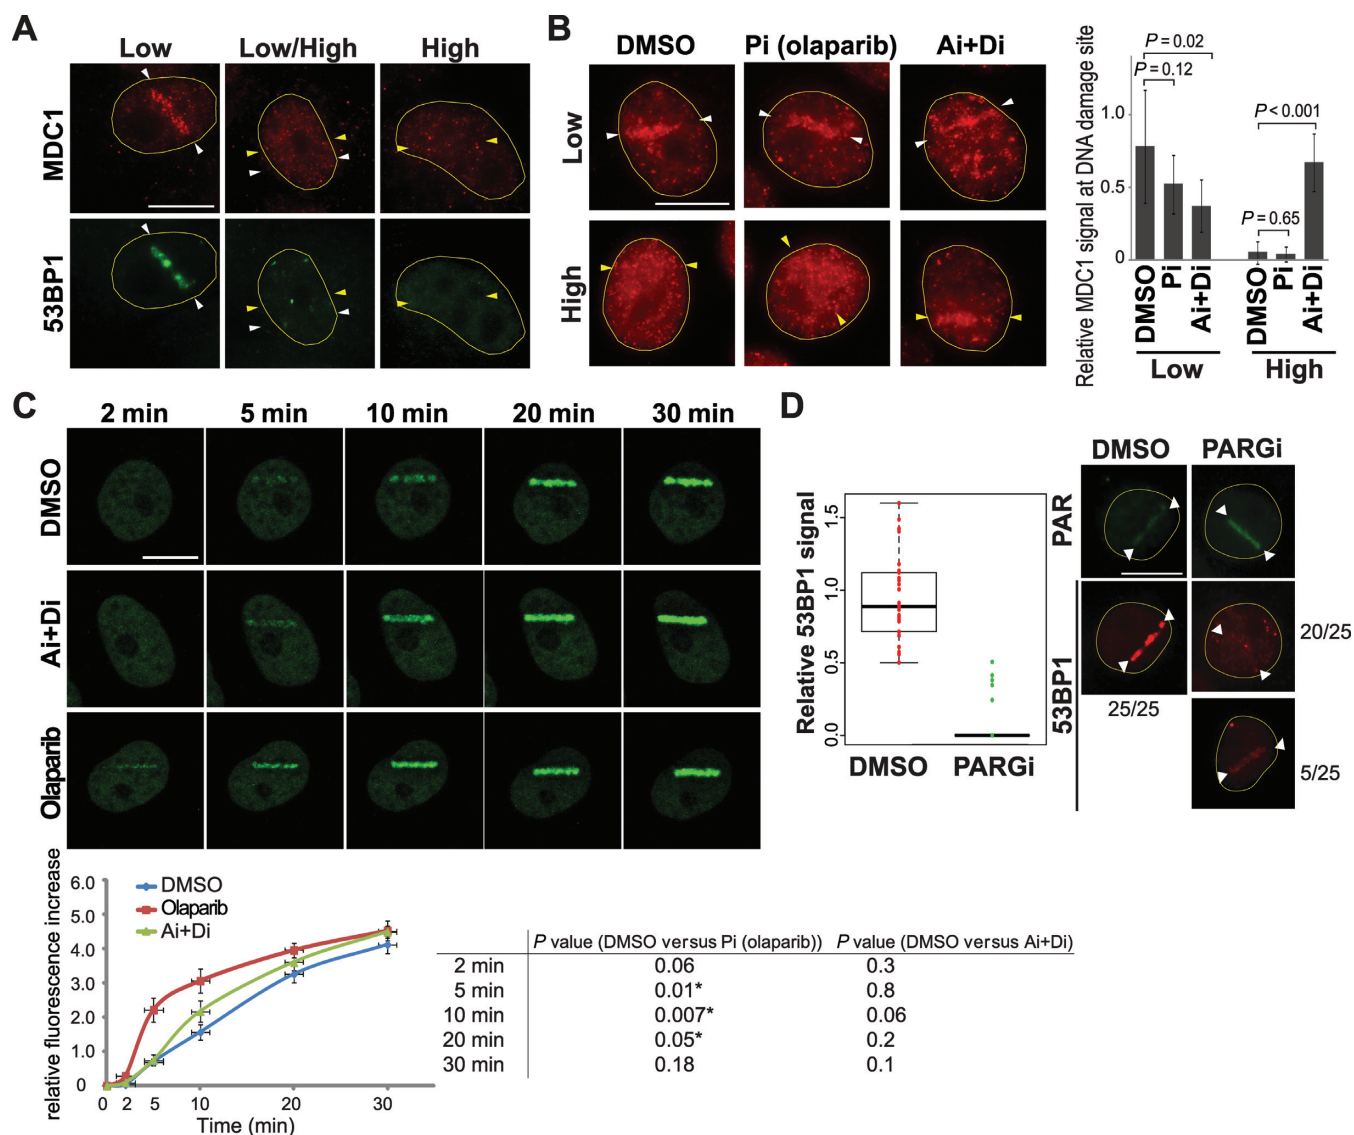 A
Low Low/High High
MDC1
53BP1
B
DMSO Pi (olaparib) Ai+Di
Low
High
Relative MDC1 signal at DNA damage site
P = 0.02
P = 0.12
P < 0.001
P = 0.65
1.0
0.5
0
DMSO Pi Ai+Di DMSO Pi Ai+Di
Low High
C
2 min 5 min 10 min 20 min 30 min
DMSO
Ai+Di
Olaparib
relative fluorescence increase
6.0
5.0
4.0
3.0
2.0
1.0
0
DMSO
Olaparib
Ai+Di
0 2 5 10 20 30
Time (min)
P value (DMSO versus Pi (olaparib)) P value (DMSO versus Ai+Di)
2 min 0.06 0.3
5 min 0.01* 0.8
10 min 0.007* 0.06
20 min 0.05* 0.2
30 min 0.18 0.1
D
Relative 53BP1 signal
1.5
1.0
0.5
0.0
DMSO PARGi
DMSO PARGi
PAR
53BP1
20/25
25/25
5/25